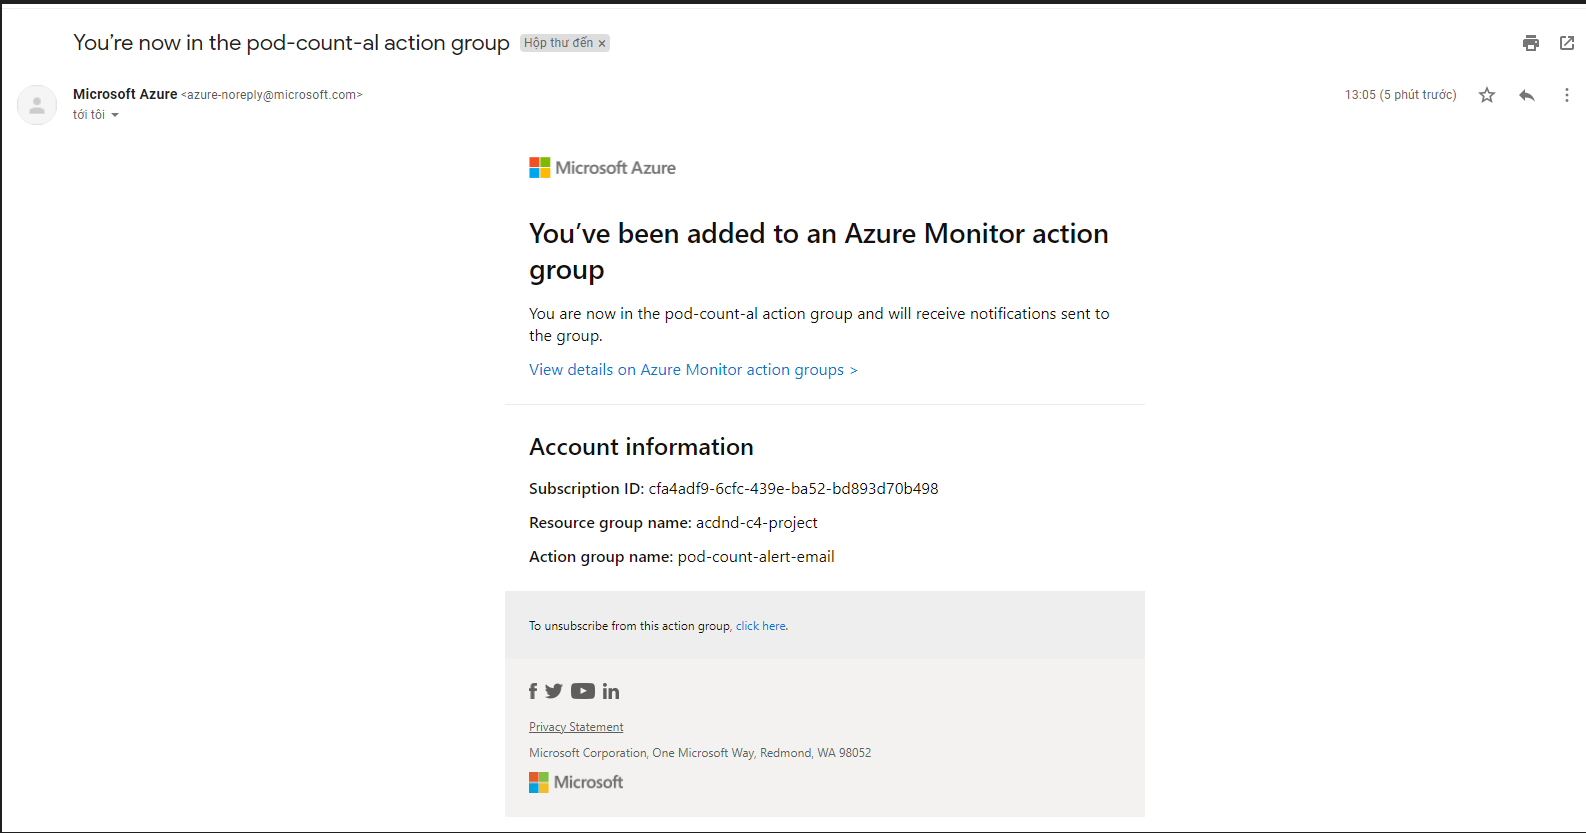 You’re now in the pod-count-al action group Hộp thư đến ×
Microsoft Azure <azure-noreply@microsoft.com> 13:05 (5 phút trước)
tới tôi
Microsoft Azure
You’ve been added to an Azure Monitor action
group
You are now in the pod-count-al action group and will receive notifications sent to
the group.
View details on Azure Monitor action groups >
Account information
Subscription ID: cfa4adf9-6cfc-439e-ba52-bd893d70b498
Resource group name: acdnd-c4-project
Action group name: pod-count-alert-email
To unsubscribe from this action group, click here.
Privacy Statement
Microsoft Corporation, One Microsoft Way, Redmond, WA 98052
Microsoft